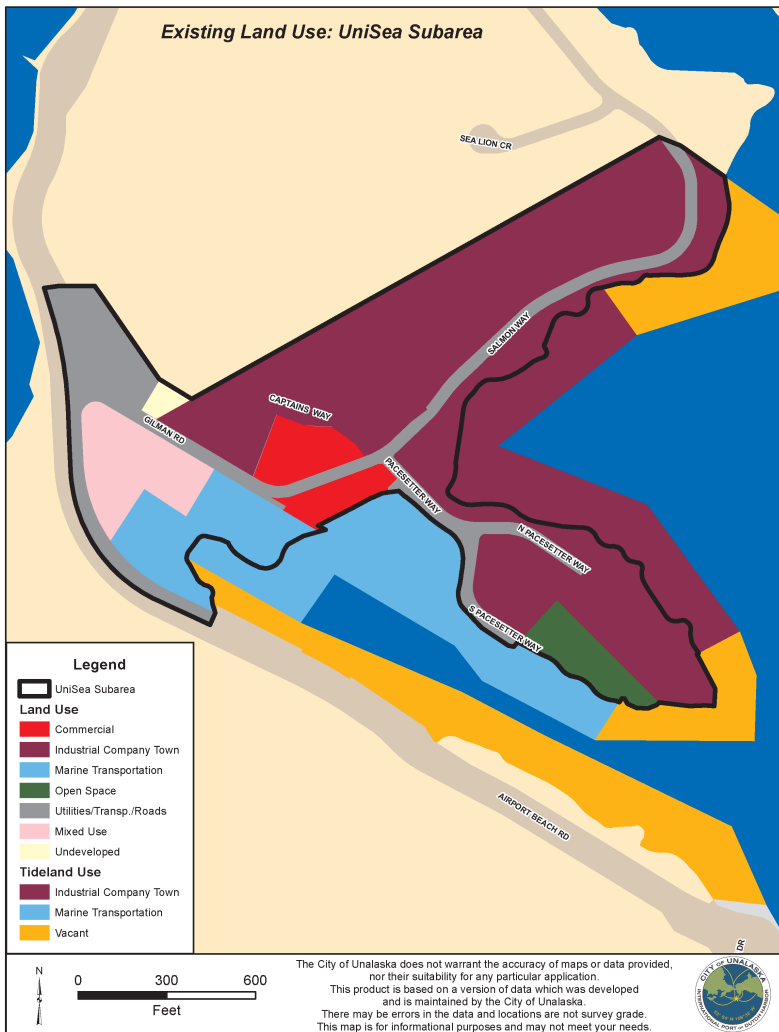 Existing Land Use: UniSea Subarea
SEA LION CR
SALMON WAY
CAPTAINS WAY
GILMAN RD
PACESETTER WAY
N PACESETTER WAY
S PACESETTER WAY
AIRPORT BEACH RD
DR
Legend
UniSea Subarea
Land Use
Commercial
Industrial Company Town
Marine Transportation
Open Space
Utilities/Transp./Roads
Mixed Use
Undeveloped
Tideland Use
Industrial Company Town
Marine Transportation
Vacant
N
0 300 600
Feet
The City of Unalaska does not warrant the accuracy of maps or data provided,
nor their suitability for any particular application.
This product is based on a version of data which was developed
and is maintained by the City of Unalaska.
There may be errors in the data and locations are not survey grade.
This map is for informational purposes and may not meet your needs.
CITY OF UNALASKA
INTERNATIONAL PORT OF DUTCH HARBOR